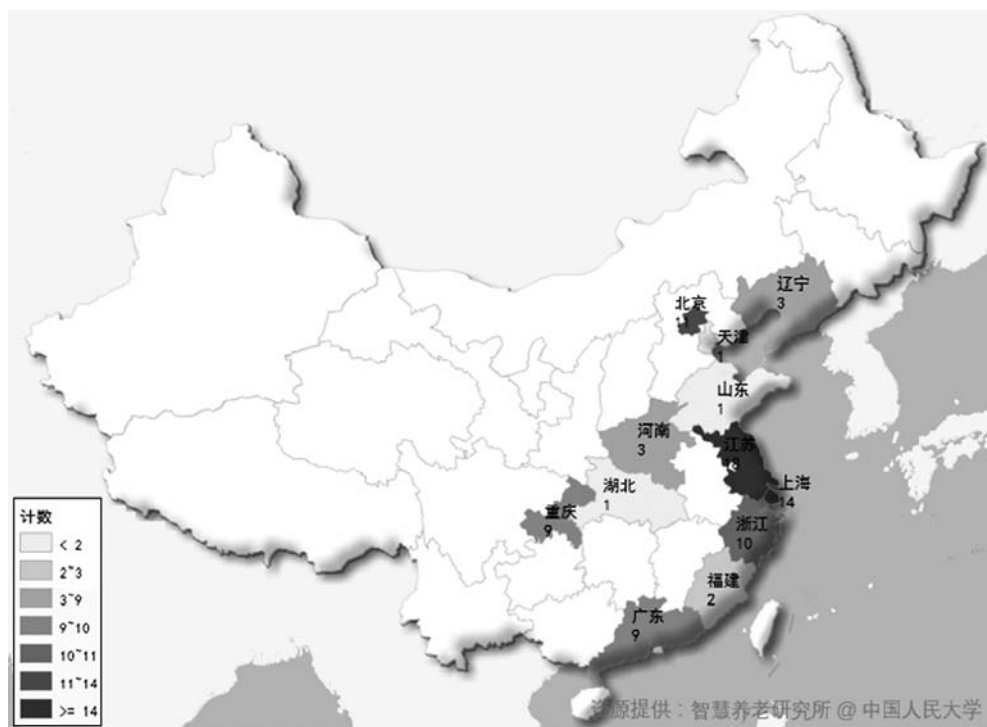 辽宁
3
北京
11
天津
1
山东
1
河南
3
江苏
18
上海
14
湖北
1
重庆
9
浙江
10
福建
2
广东
9
计数
< 2
2~3
3~9
9~10
10~11
11~14
>= 14
资源提供：智慧养老研究所 @ 中国人民大学